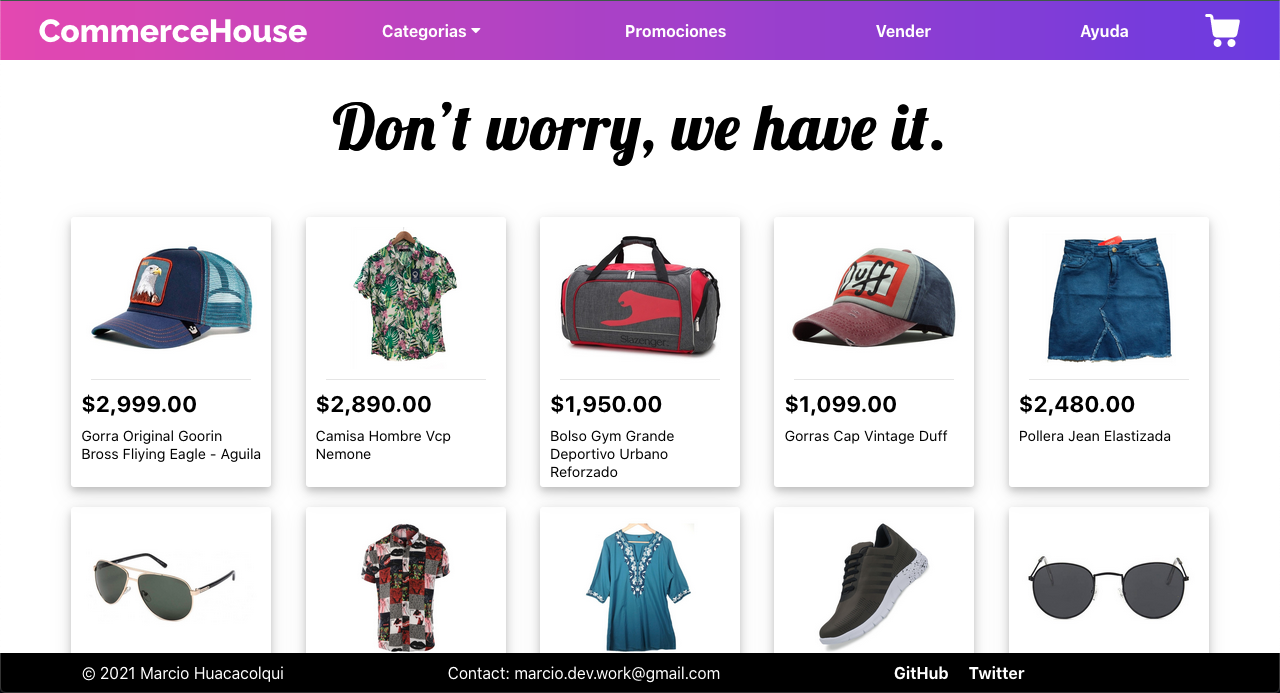 CommerceHouse
Categorias
Promociones
Vender
Ayuda
Don't worry, we have it.
Duff
Slazenger
$2,999.00
Gorra Original Goorin
Bross Fliying Eagle - Aguila
$2,890.00
Camisa Hombre Vcp
Nemone
$1,950.00
Bolso Gym Grande
Deportivo Urbano
Reforzado
$1,099.00
Gorras Cap Vintage Duff
$2,480.00
Pollera Jean Elastizada
© 2021 Marcio Huacacolqui
Contact: marcio.dev.work@gmail.com
GitHub
Twitter